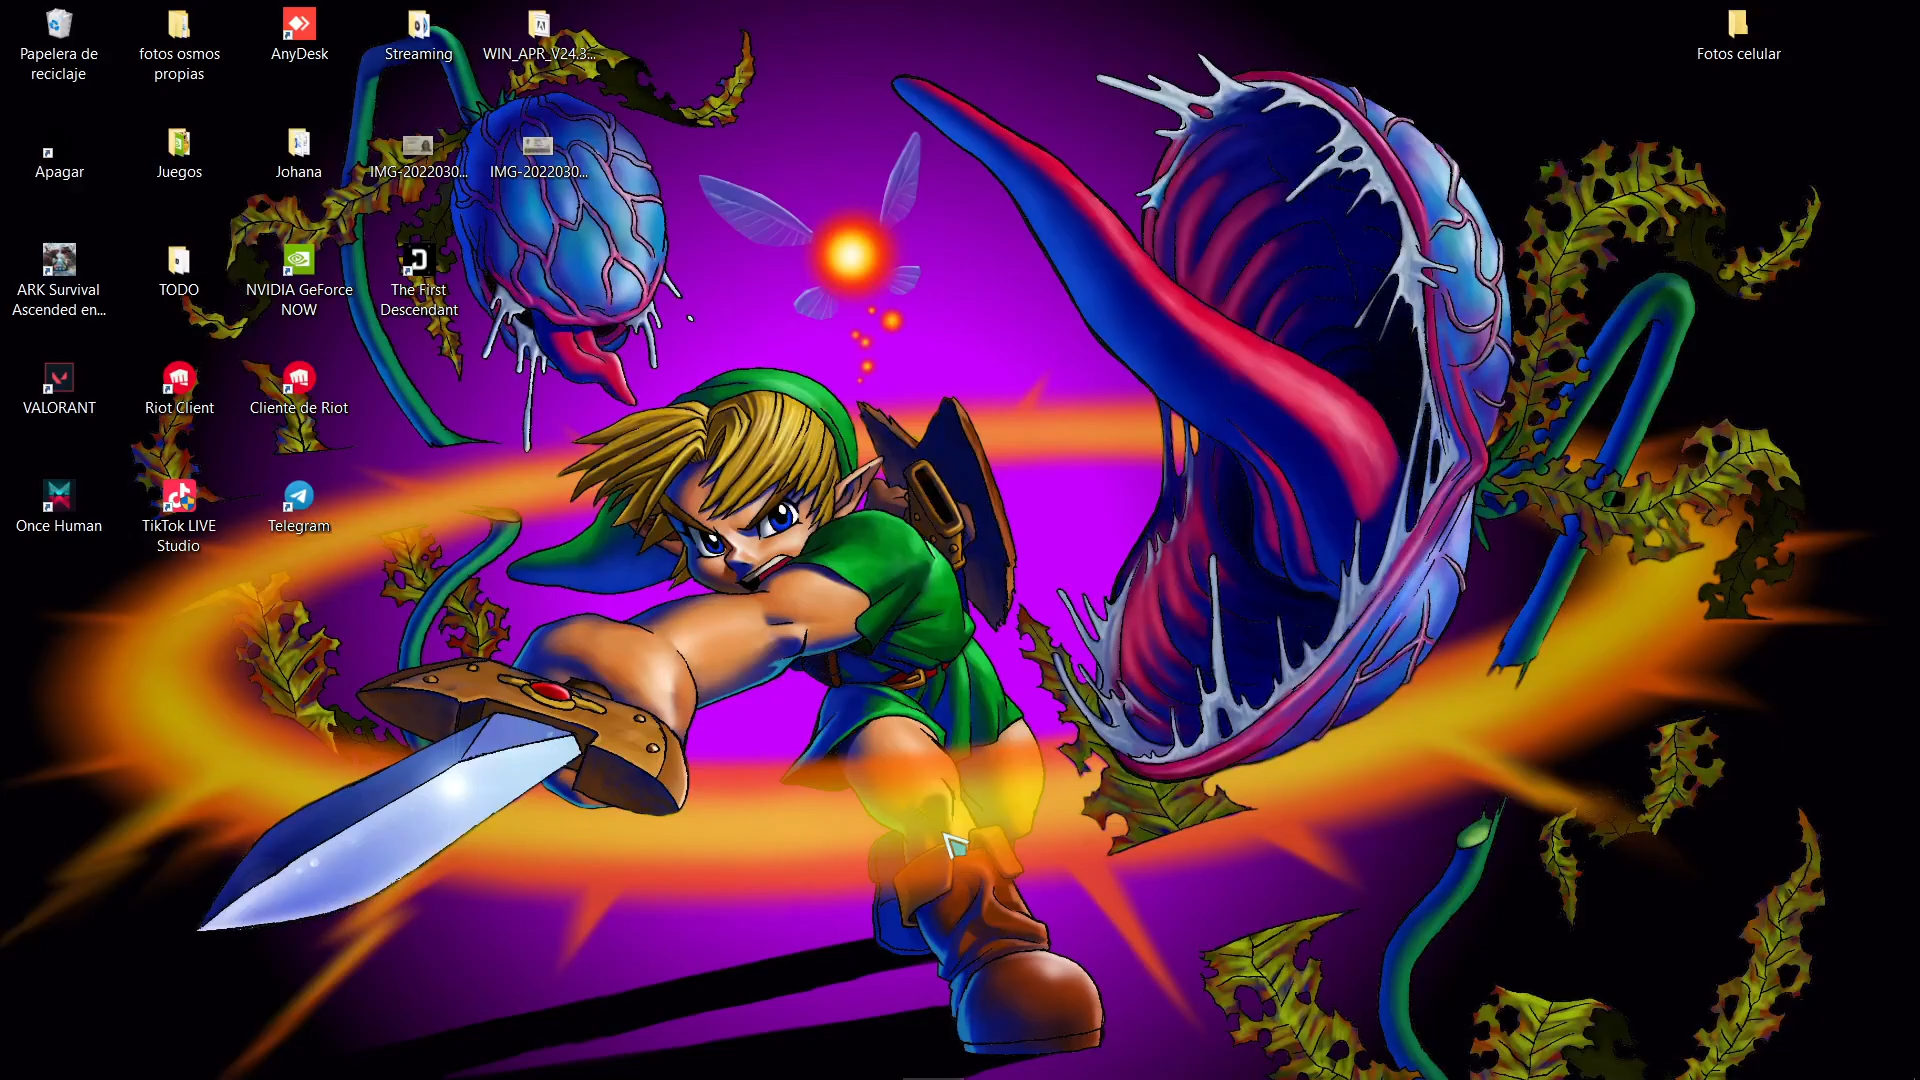 Papelera de
reciclaje
fotos osmos
propias
AnyDesk
Streaming
WIN_APR_V24.3...
Fotos celular
Apagar
Juegos
Johana
IMG-2022030...
IMG-2022030...
ARK Survival
Ascended en...
TODO
NVIDIA GeForce
NOW
The First
Descendant
VALORANT
Riot Client
Cliente de Riot
Once Human
TikTok LIVE
Studio
Telegram